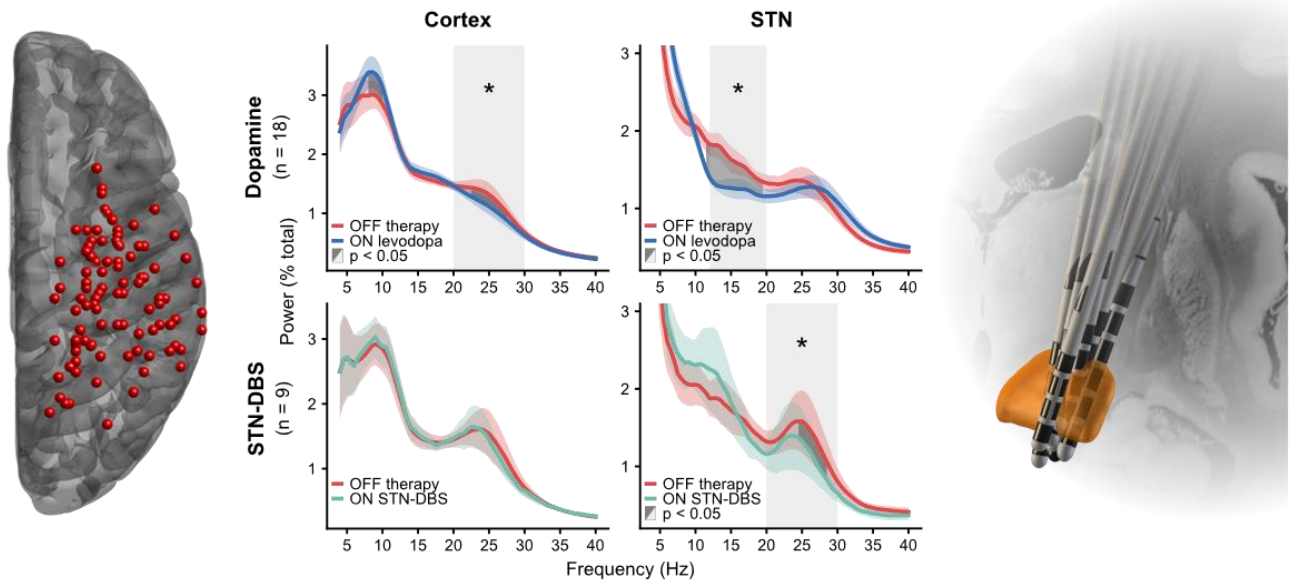 Cortex
STN
Dopamine
(n = 18)
STN-DBS
(n = 9)
Power (% total)
3
2
1
*
OFF therapy
ON levodopa
p < 0.05
5 10 15 20 25 30 35 40
3
2
1
*
OFF therapy
ON levodopa
p < 0.05
5 10 15 20 25 30 35 40
3
2
1
OFF therapy
ON STN-DBS
5 10 15 20 25 30 35 40
3
2
1
*
OFF therapy
ON STN-DBS
p < 0.05
5 10 15 20 25 30 35 40
Frequency (Hz)